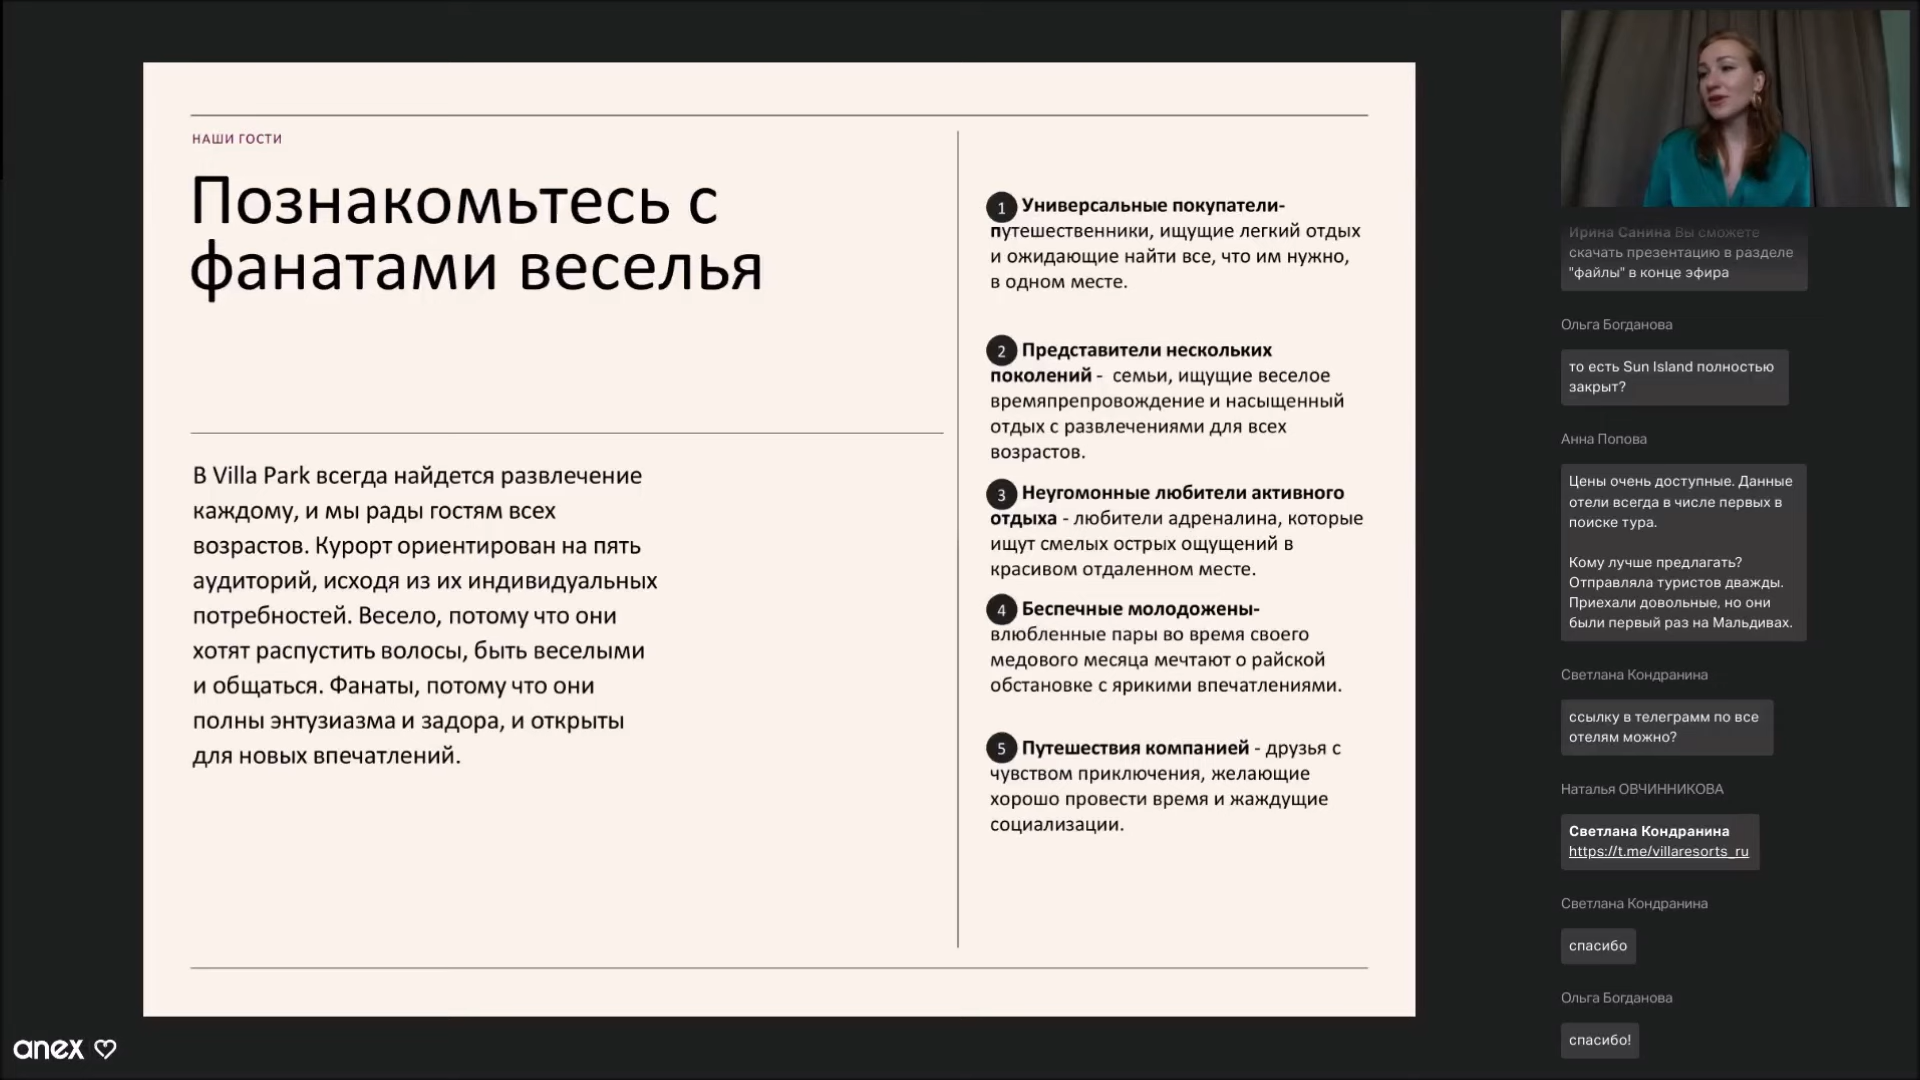 НАШИ ГОСТИ
Познакомьтесь с
фанатами веселья
В Villa Park всегда найдется развлечение
каждому, и мы рады гостям всех
возрастов. Курорт ориентирован на пять
аудиторий, исходя из их индивидуальных
потребностей. Весело, потому что они
хотят распустить волосы, быть веселыми
и общаться. Фанаты, потому что они
полны энтузиазма и задора, и открыты
для новых впечатлений.
1 Универсальные покупатели-
путешественники, ищущие легкий отдых
и ожидающие найти все, что им нужно,
в одном месте.
2 Представители нескольких
поколений - семьи, ищущие веселое
времяпрепровождение и насыщенный
отдых с развлечениями для всех
возрастов.
3 Неугомонные любители активного
отдыха - любители адреналина, которые
ищут смелых острых ощущений в
красивом отдаленном месте.
4 Беспечные молодожены-
влюбленные пары во время своего
медового месяца мечтают о райской
обстановке с ярикими впечатлениями.
5 Путешествия компанией - друзья с
чувством приключения, желающие
хорошо провести время и жаждущие
социализации.
Ирина Санина Вы сможете
скачать презентацию в разделе
"файлы" в конце эфира
Ольга Богданова
то есть Sun Island полностью
закрыт?
Анна Попова
Цены очень доступные. Данные
отели всегда в числе первых в
поиске тура.
Кому лучше предлагать?
Отправляла туристов дважды.
Приехали довольные, но они
были первый раз на Мальдивах.
Светлана Кондранина
ссылку в телеграмм по все
отелям можно?
Наталья ОВЧИННИКОВА
Светлана Кондранина
https://t.me/villaresorts_ru
Светлана Кондранина
спасибо
Ольга Богданова
спасибо!
anex